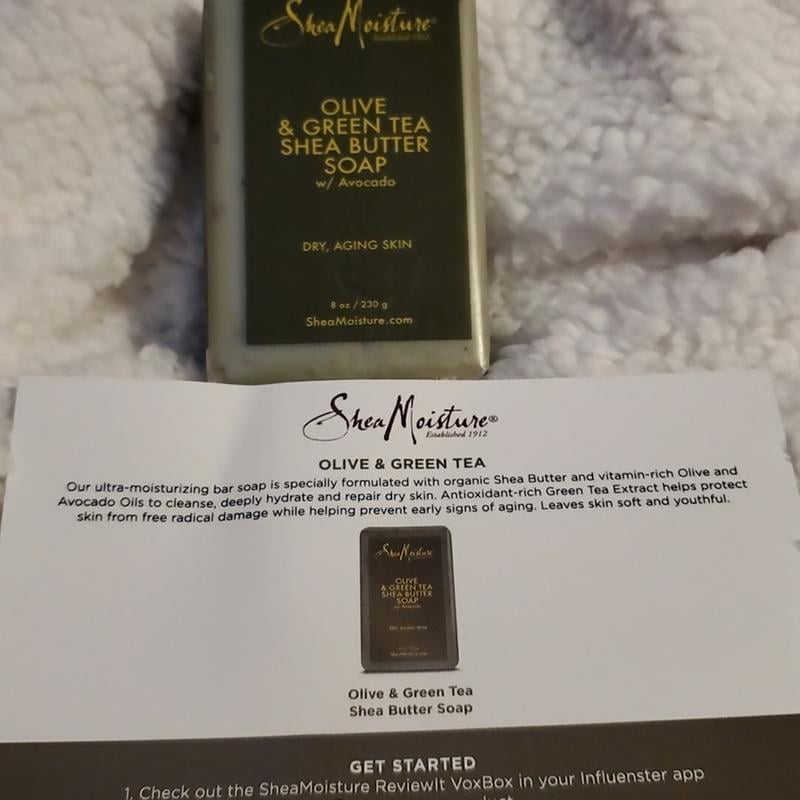 SheaMoisture®
Established 1912
OLIVE
& GREEN TEA
SHEA BUTTER
SOAP
w/ Avocado
DRY, AGING SKIN
8 oz / 230 g
SheaMoisture.com
SheaMoisture®
Established 1912
OLIVE & GREEN TEA
Our ultra-moisturizing bar soap is specially formulated with organic Shea Butter and vitamin-rich Olive and
Avocado Oils to cleanse, deeply hydrate and repair dry skin. Antioxidant-rich Green Tea Extract helps protect
skin from free radical damage while helping prevent early signs of aging. Leaves skin soft and youthful.
SheaMoisture
OLIVE
& GREEN TEA
SHEA BUTTER
SOAP
w/ Avocado
DRY, AGING SKIN
Olive & Green Tea
Shea Butter Soap
GET STARTED
1. Check out the SheaMoisture ReviewIt VoxBox in your Influenster app